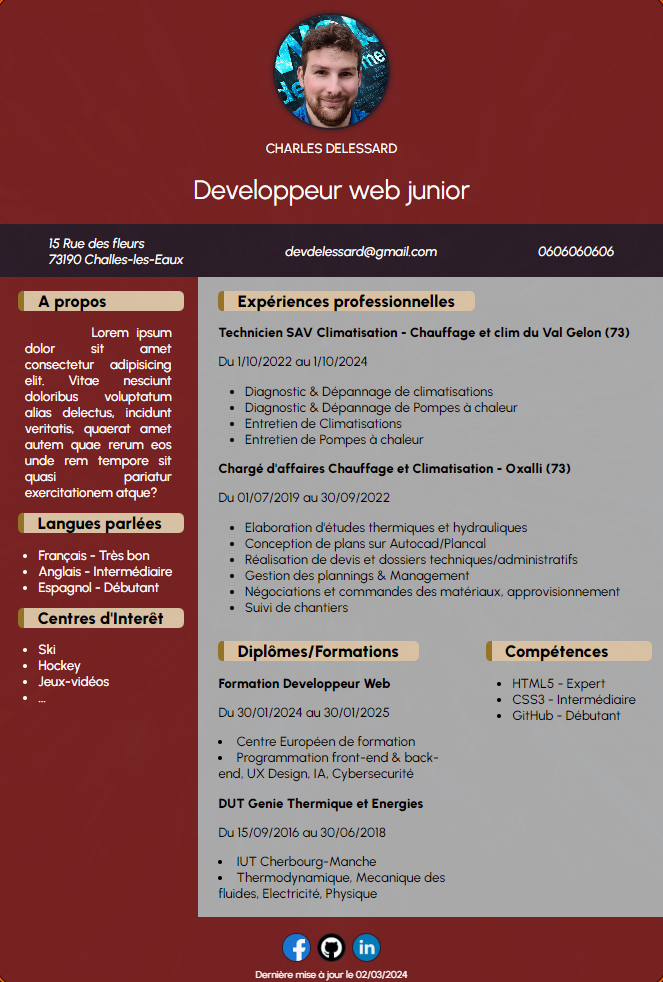 CHARLES DELESSARD
Developpeur web junior
15 Rue des fleurs
73190 Challes-les-Eaux
devdelessard@gmail.com
0606060606
A propos
Lorem ipsum
dolor sit amet
consectetur adipisicing
elit. Vitae nesciunt
doloribus voluptatum
alias delectus, incidunt
veritatis, quaerat amet
autem quae rerum eos
unde rem tempore sit
quasi pariatur
exercitationem atque?
Langues parlées
• Français - Très bon
• Anglais - Intermédiaire
• Espagnol - Débutant
Centres d'Interêt
• Ski
• Hockey
• Jeux-vidéos
• ...
Expériences professionnelles
Technicien SAV Climatisation - Chauffage et clim du Val Gelon (73)
Du 1/10/2022 au 1/10/2024
• Diagnostic & Dépannage de climatisations
• Diagnostic & Dépannage de Pompes à chaleur
• Entretien de Climatisations
• Entretien de Pompes à chaleur
Chargé d'affaires Chauffage et Climatisation - Oxalli (73)
Du 01/07/2019 au 30/09/2022
• Elaboration d'études thermiques et hydrauliques
• Conception de plans sur Autocad/Plancal
• Réalisation de devis et dossiers techniques/administratifs
• Gestion des plannings & Management
• Négociations et commandes des matériaux, approvisionnement
• Suivi de chantiers
Diplômes/Formations
Formation Developpeur Web
Du 30/01/2024 au 30/01/2025
• Centre Européen de formation
• Programmation front-end & back-
end, UX Design, IA, Cybersecurité
DUT Genie Thermique et Energies
Du 15/09/2016 au 30/06/2018
• IUT Cherbourg-Manche
• Thermodynamique, Mecanique des
fluides, Electricité, Physique
Compétences
• HTML5 - Expert
• CSS3 - Intermédiaire
• GitHub - Débutant
f
in
Dernière mise à jour le 02/03/2024